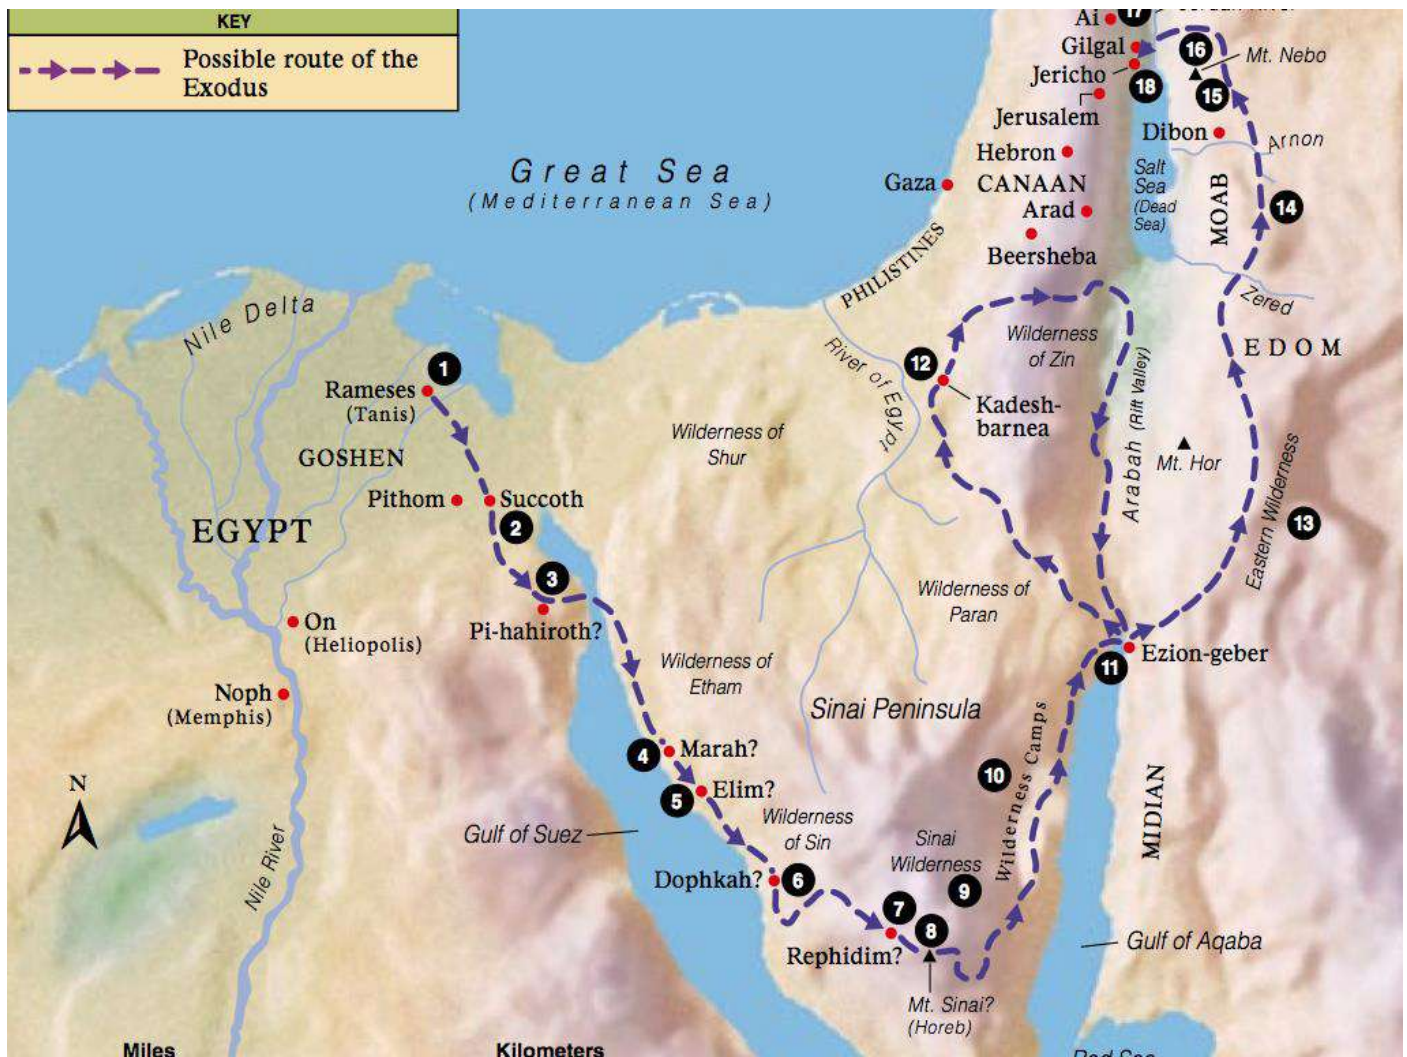 KEY
Possible route of the
Exodus
Great Sea
(Mediterranean Sea)
Ai
17
Gilgal
16
Mt. Nebo
Jericho
18
15
Jerusalem
Dibon
Arnon
Hebron
Gaza
CANAAN
Salt
Sea
(Dead
Sea)
MOAB
14
Arad
Beersheba
PHILISTINES
Zered
Nile Delta
Wilderness
of Zin
EDOM
River of Egypt
12
1
Rameses
(Tanis)
Kadesh-
barnea
Arabah (Rift Valley)
Wilderness of
Shur
GOSHEN
Mt. Hor
Eastern Wilderness
Pithom
Succoth
2
EGYPT
13
3
Wilderness of
Paran
On
(Heliopolis)
Pi-hahiroth?
Ezion-geber
11
Wilderness of
Etham
Noph
(Memphis)
Sinai Peninsula
4
Marah?
Wilderness Camps
10
N
5
Elim?
Wilderness
of Sin
MIDIAN
Gulf of Suez
Sinai
Wilderness
Nile River
Dophkah?
6
9
7
8
Rephidim?
Gulf of Aqaba
Mt. Sinai?
(Horeb)
Miles
Kilometers